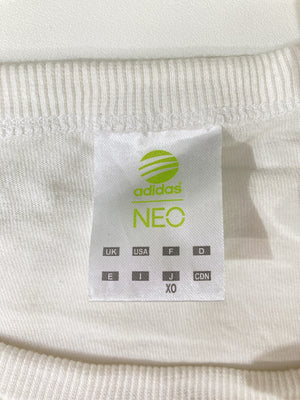 adidas
NEO
UK USA F D
E I J CDN
XO